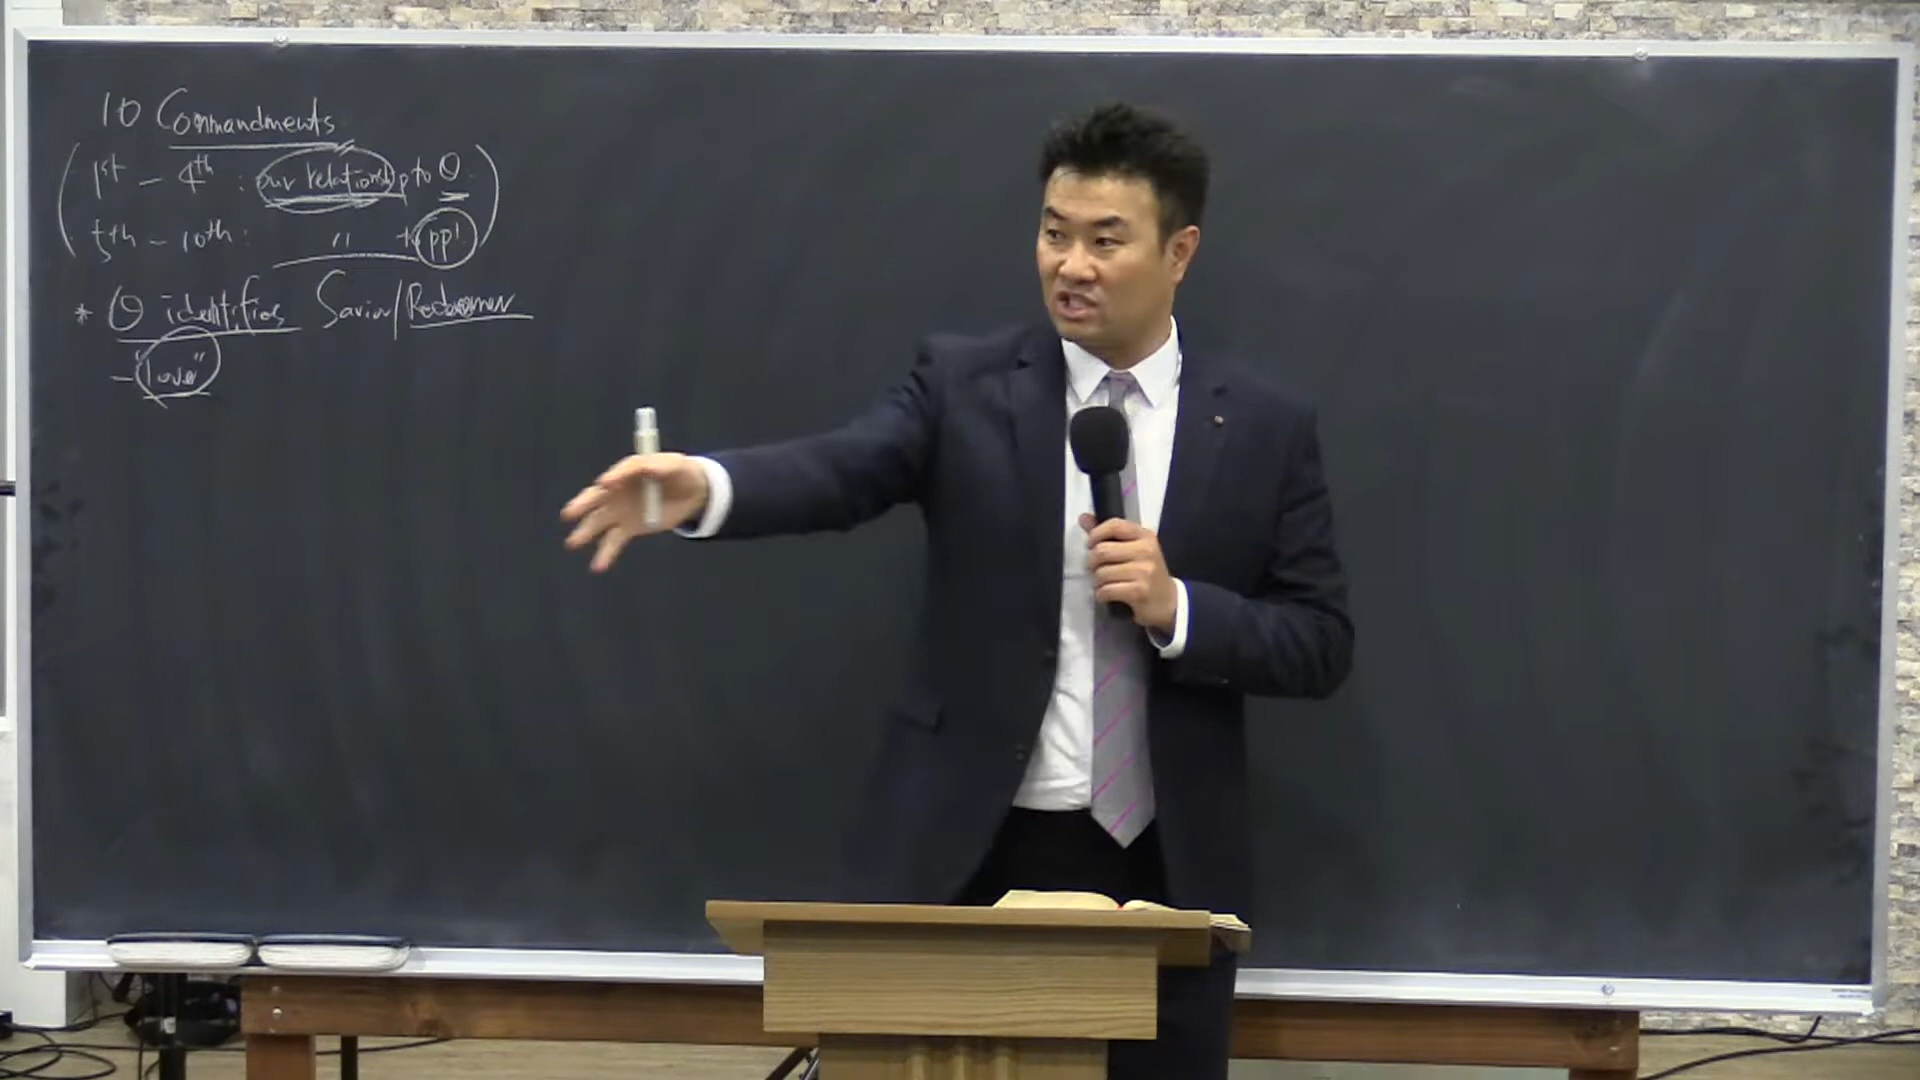 10 Commandments
1st - 4th : our relationship to Θ
5th - 10th : " to ppl
* Θ identifies Savior/Redeemer
- "love"